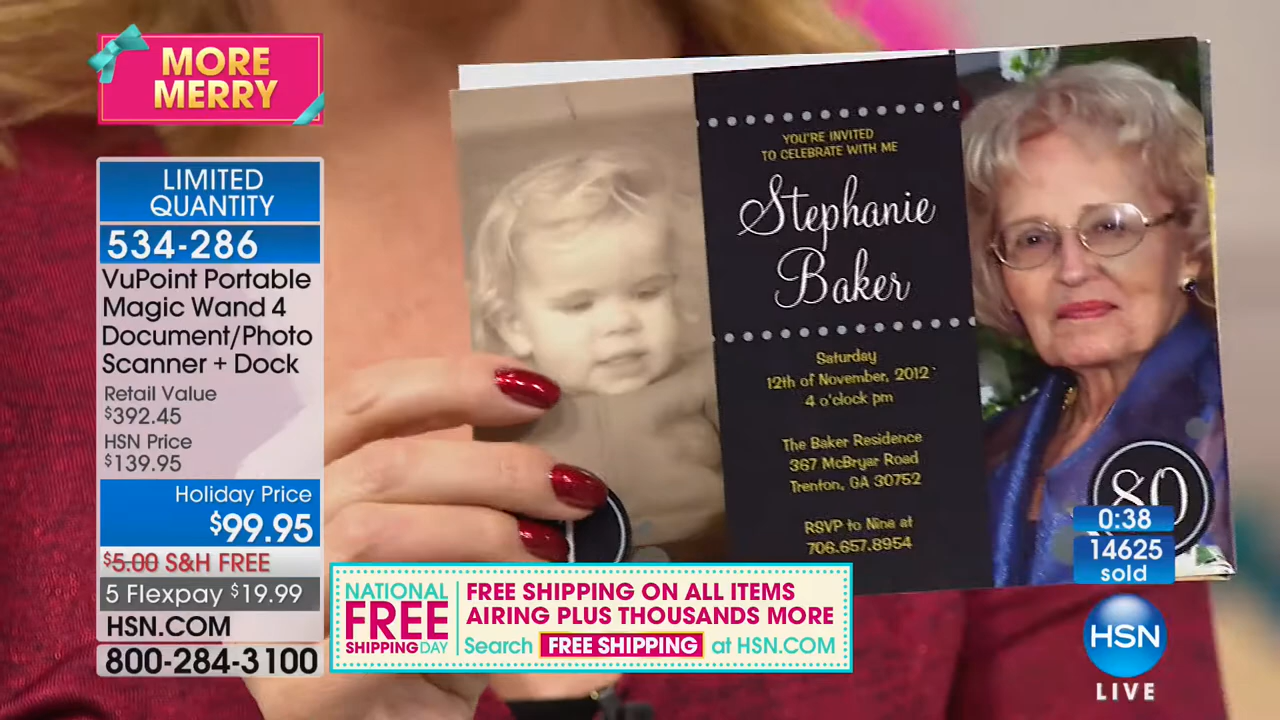 MORE
MERRY
LIMITED
QUANTITY
534-286
VuPoint Portable
Magic Wand 4
Document/Photo
Scanner + Dock
Retail Value
$392.45
HSN Price
$139.95
Holiday Price
$99.95
$5.00 S&H FREE
5 Flexpay $19.99
HSN.COM
800-284-3100
YOU'RE INVITED
TO CELEBRATE WITH ME
Stephanie
Baker
Saturday
12th of November, 2012
4 o'clock pm
The Baker Residence
367 McBryar Road
Trenton, GA 30752
RSVP to Nine at
706.657.8954
80
NATIONAL
FREE
SHIPPING DAY
FREE SHIPPING ON ALL ITEMS
AIRING PLUS THOUSANDS MORE
Search FREE SHIPPING at HSN.COM
0:38
14625
sold
HSN
LIVE